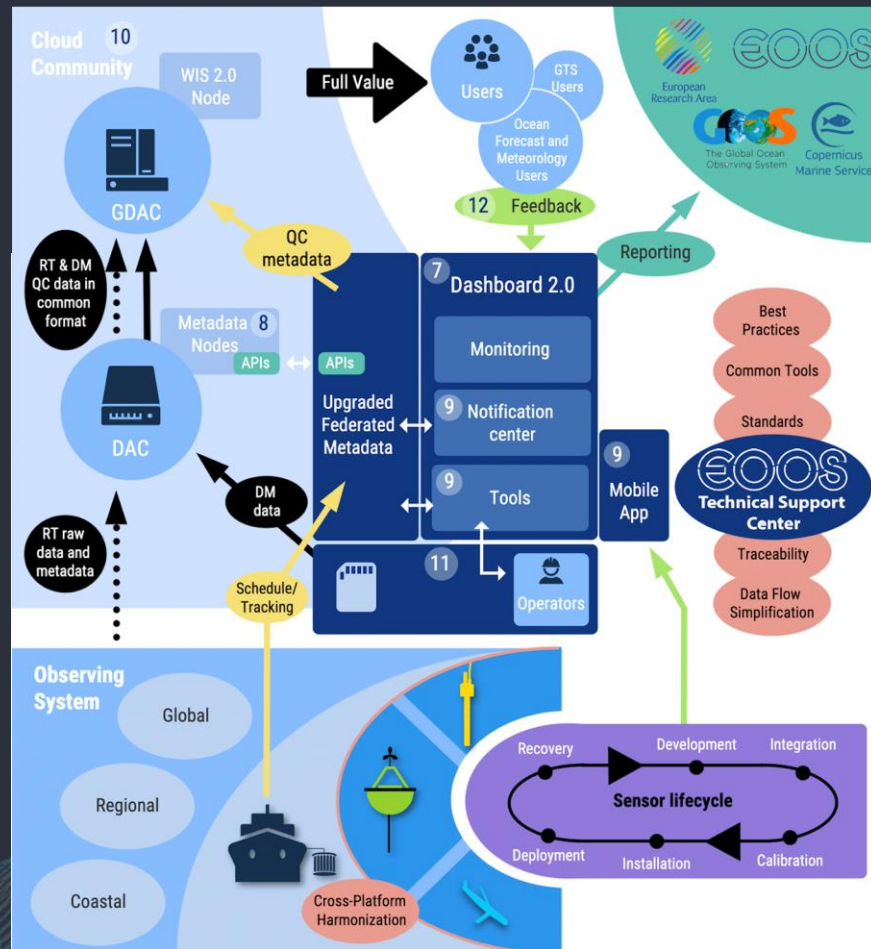 Cloud 10
Community
WIS 2.0
Node
GDAC
RT & DM
QC data in
common
format
QC
metadata
Metadata 8
Nodes
APIs
APIs
DAC
DM
data
RT raw
data and
metadata
Full Value
Users
GTS
Users
Ocean
Forecast and
Meteorology
Users
12 Feedback
European
Research Area
EOOS
GOOS
The Global Ocean
Observing System
Copernicus
Marine Service
Reporting
7
Dashboard 2.0
Monitoring
9 Notification
center
9
Tools
Upgraded
Federated
Metadata
9
Mobile
App
11
Operators
Schedule/
Tracking
Best
Practices
Common Tools
Standards
EOOS
Technical Support
Center
Traceability
Data Flow
Simplification
Observing
System
Global
Regional
Coastal
Cross-Platform
Harmonization
Recovery
Development
Integration
Sensor lifecycle
Deployment
Installation
Calibration